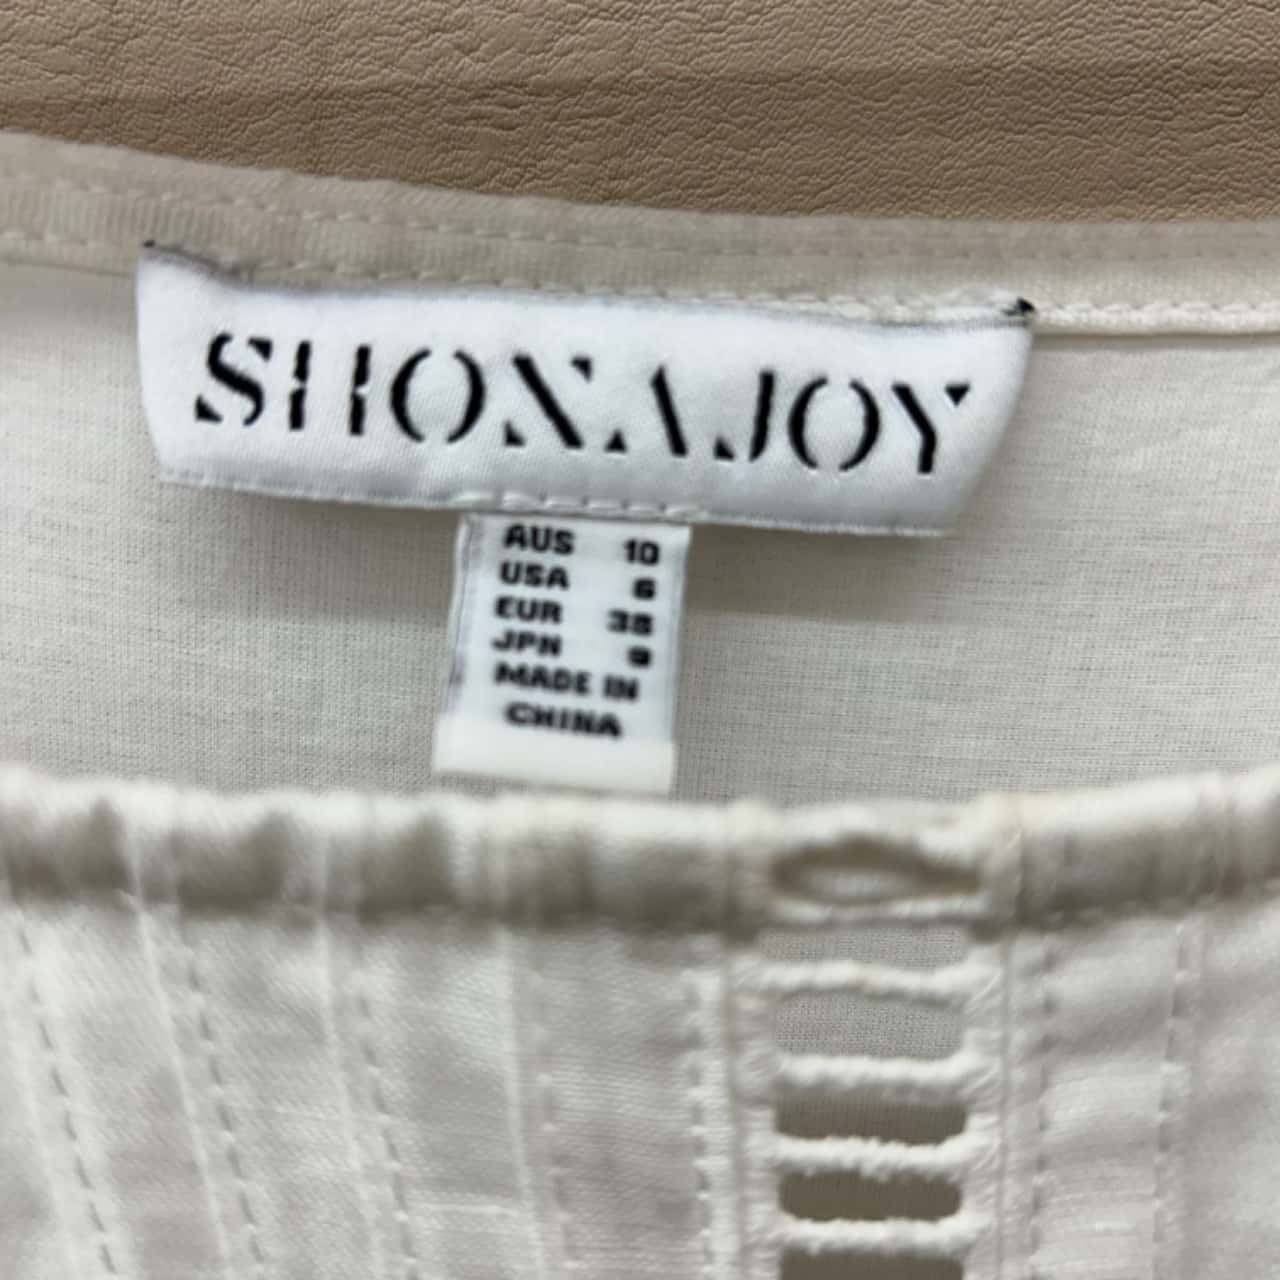 SHONA JOY
AUS 10
USA 6
EUR 38
JPN 9
MADE IN
CHINA